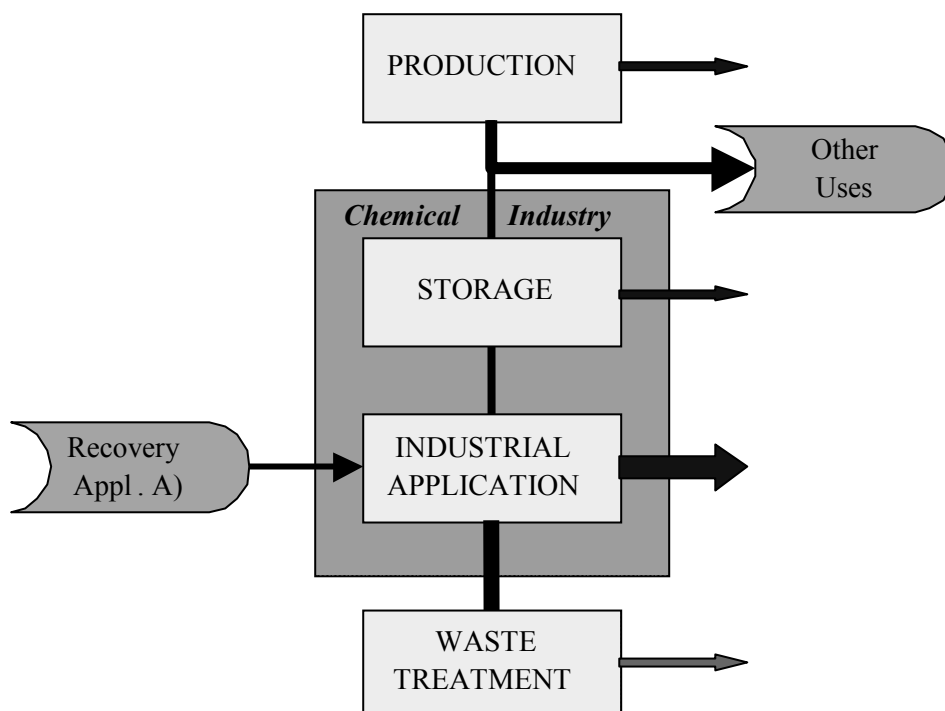 PRODUCTION
Other
Uses
Chemical Industry
STORAGE
Recovery
Appl . A)
INDUSTRIAL
APPLICATION
WASTE
TREATMENT